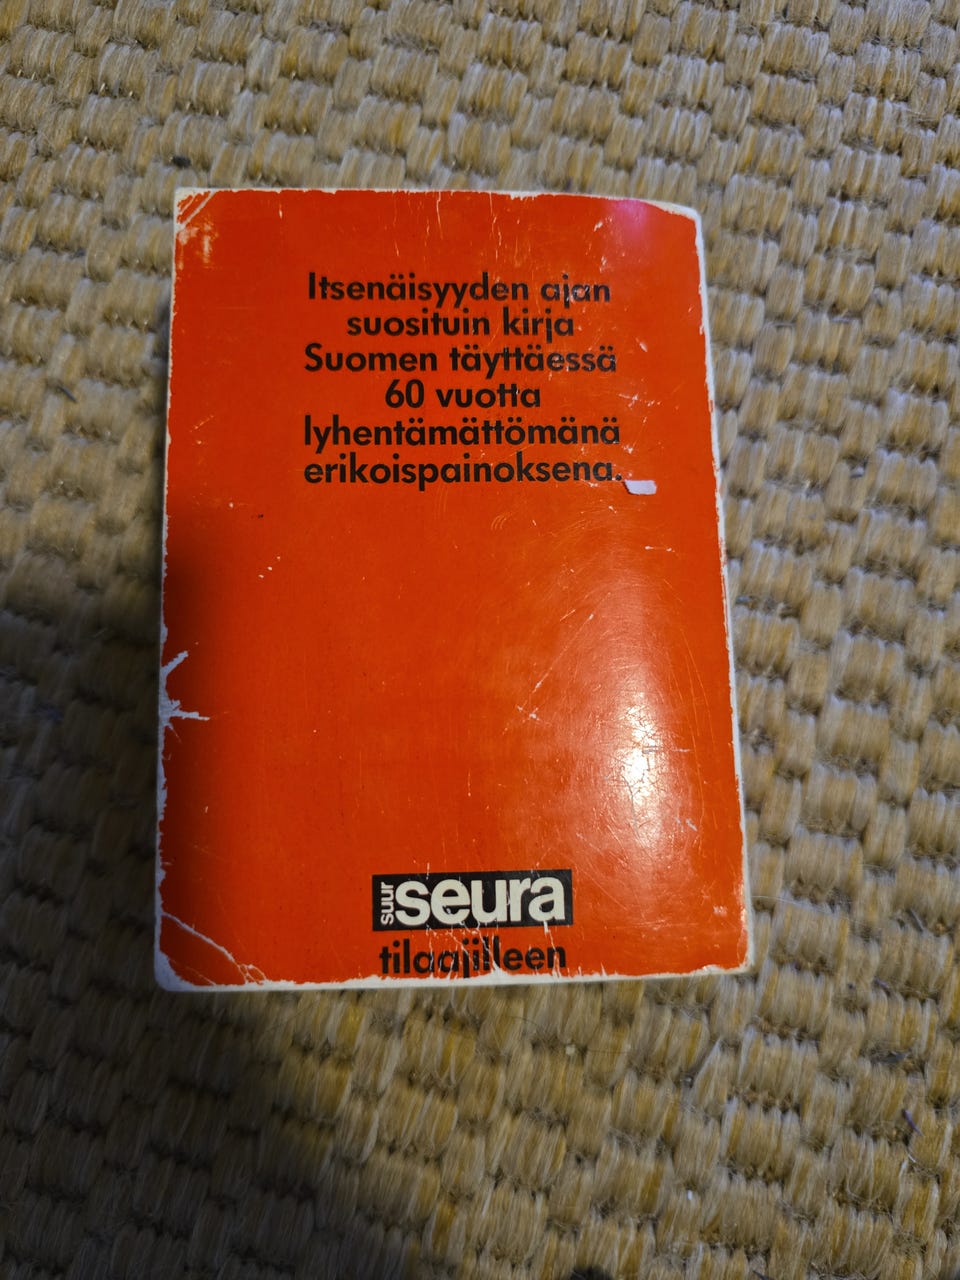 Itsenäisyyden ajan
suosituin kirja
Suomen täyttäessä
60 vuotta
lyhentämättömänä
erikoispainoksena.
suur seura
tilaajilleen